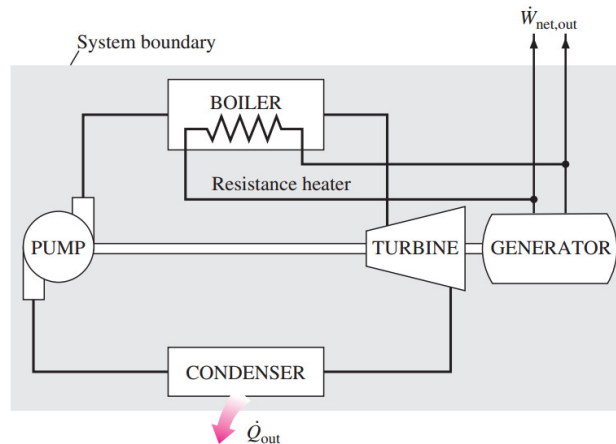 Ẇnet,out
System boundary
BOILER
Resistance heater
PUMP
TURBINE
GENERATOR
CONDENSER
Q̇out